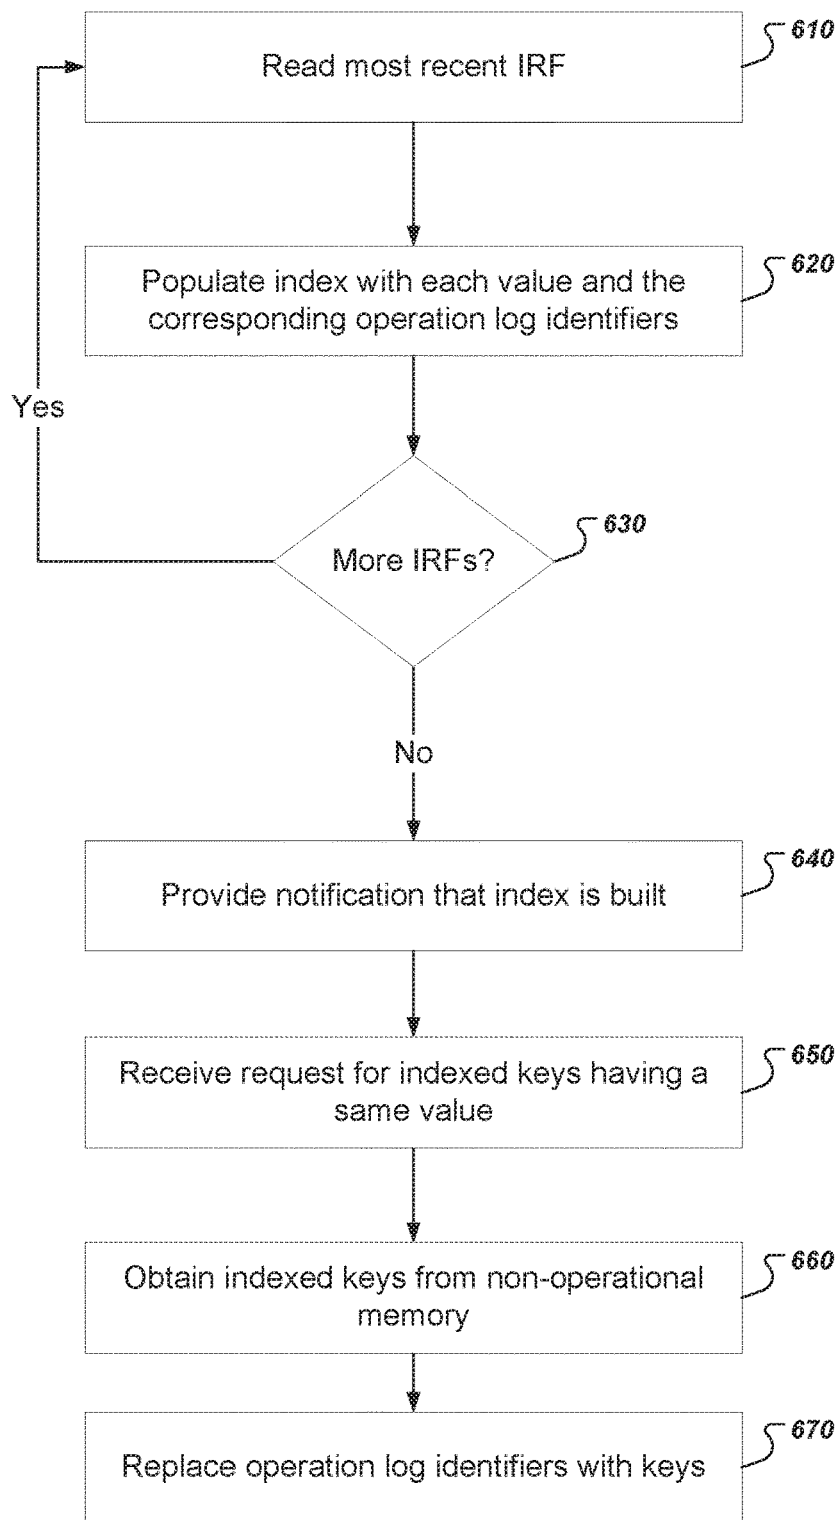 610
Read most recent IRF
620
Populate index with each value and the
corresponding operation log identifiers
Yes
630
More IRFs?
No
640
Provide notification that index is built
650
Receive request for indexed keys having a
same value
660
Obtain indexed keys from non-operational
memory
670
Replace operation log identifiers with keys